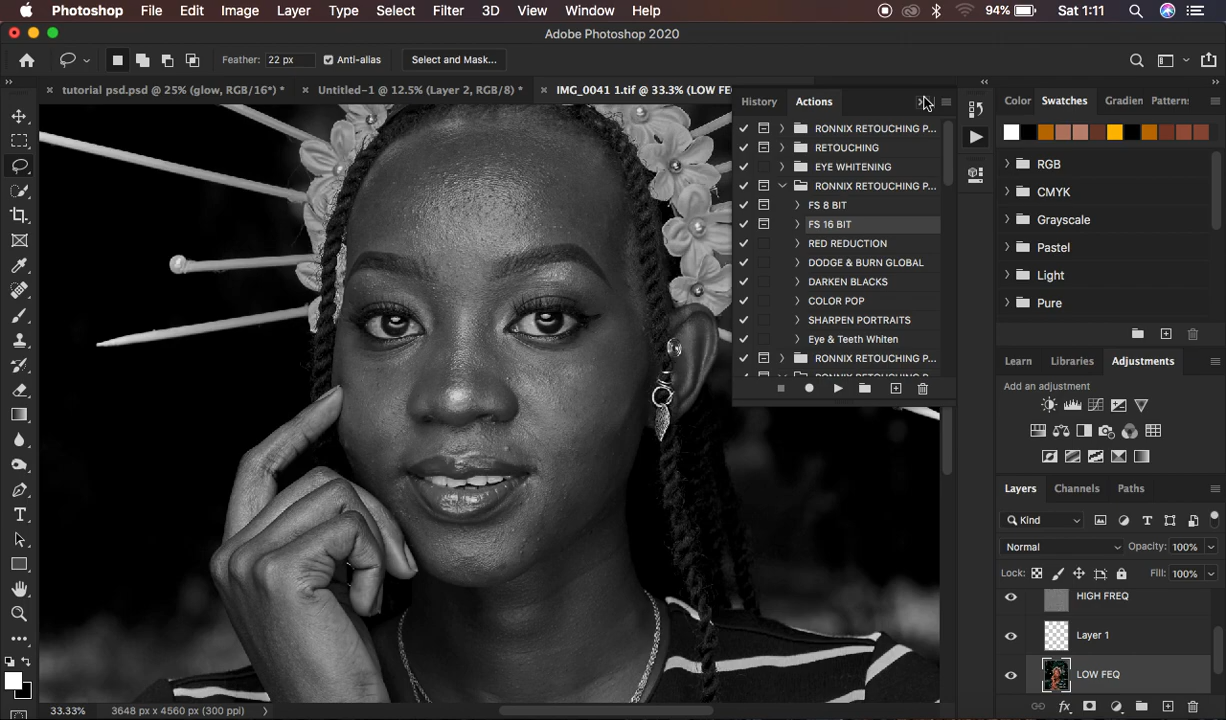 Photoshop File Edit Image Layer Type Select Filter 3D View Window Help 94% Sat 1:11
Adobe Photoshop 2020
Feather: 22 px Anti-alias Select and Mask...
tutorial psd.psd @ 25% (glow, RGB/16*) * Untitled-1 @ 12.5% (Layer 2, RGB/8) * IMG_0041 1.tif @ 33.3% (LOW FE
History Actions
RONNIX RETOUCHING P...
RETOUCHING
EYE WHITENING
RONNIX RETOUCHING P...
FS 8 BIT
FS 16 BIT
RED REDUCTION
DODGE & BURN GLOBAL
DARKEN BLACKS
COLOR POP
SHARPEN PORTRAITS
Eye & Teeth Whiten
RONNIX RETOUCHING P...
Color Swatches Gradien Patterns
RGB
CMYK
Grayscale
Pastel
Light
Pure
Learn Libraries Adjustments
Add an adjustment
Layers Channels Paths
Kind
Normal Opacity: 100%
Lock: Fill: 100%
HIGH FREQ
Layer 1
LOW FEQ
fx
33.33% 3648 px x 4560 px (300 ppi)